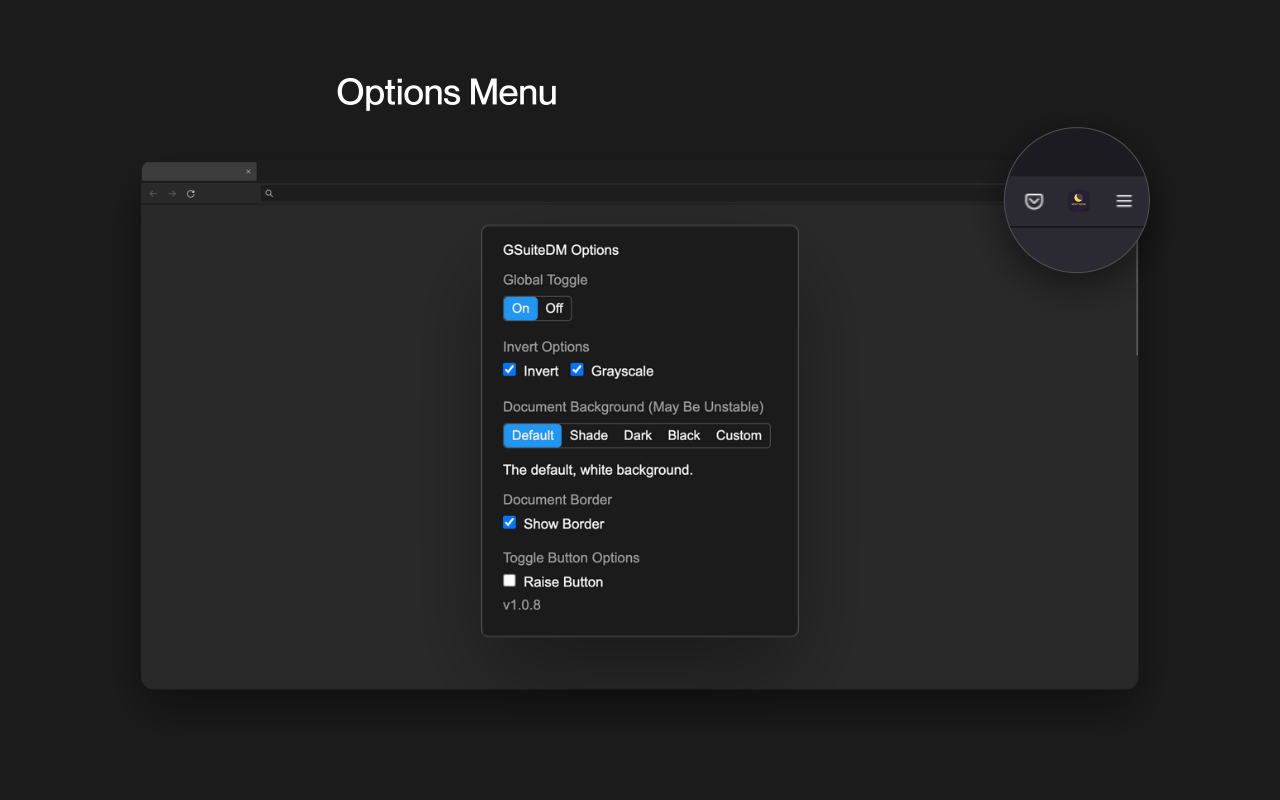 Options Menu
GSuiteDM Options
Global Toggle
On Off
Invert Options
Invert Grayscale
Document Background (May Be Unstable)
Default Shade Dark Black Custom
The default, white background.
Document Border
Show Border
Toggle Button Options
Raise Button
v1.0.8